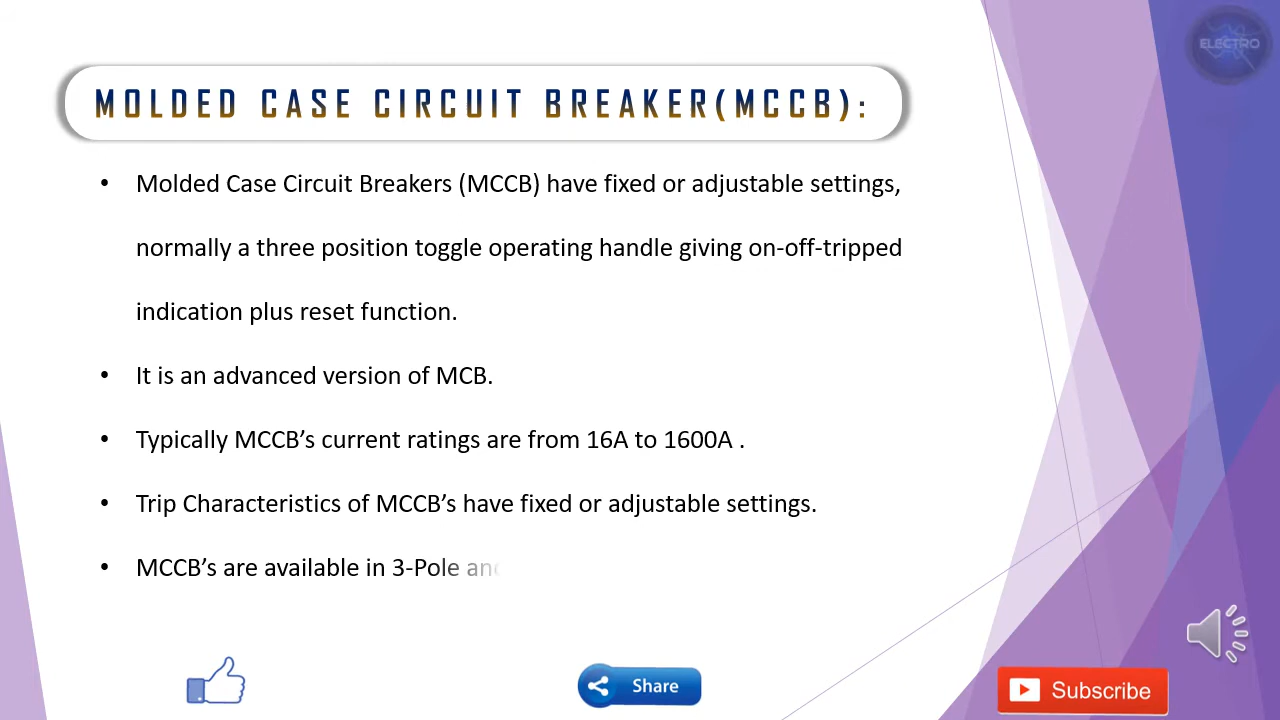 ELECTRO
MOLDED CASE CIRCUIT BREAKER(MCCB):
• Molded Case Circuit Breakers (MCCB) have fixed or adjustable settings,
normally a three position toggle operating handle giving on-off-tripped
indication plus reset function.
• It is an advanced version of MCB.
• Typically MCCB’s current ratings are from 16A to 1600A .
• Trip Characteristics of MCCB’s have fixed or adjustable settings.
• MCCB’s are available in 3-Pole and
Share
Subscribe